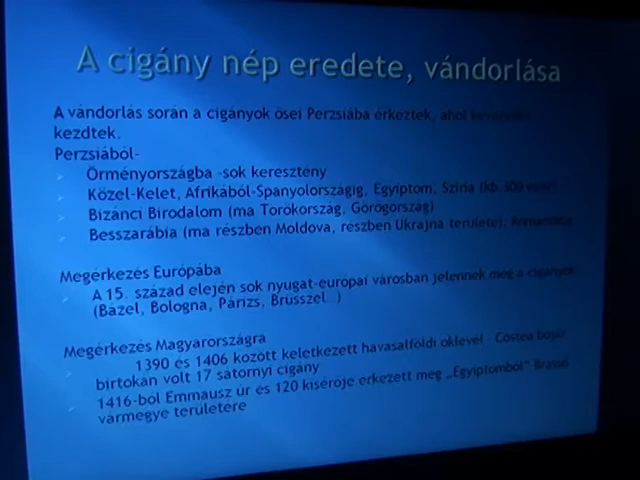 A cigány nép eredete, vándorlása
A vándorlás során a cigányok ősei Perzsiába érkeztek, ahol
kezdtek.
Perzsiából-
Örményországba -sok keresztény
Közel-Kelet, Afrikából-Spanyolországig, Egyiptom, Szíria (kb.
Bizánci Birodalom (ma Törökország, Görögország)
Besszarábia (ma részben Moldova, részben Ukrajna területe),
Megérkezés Európába
A 15. század elején sok nyugat-európai városban jelennek meg a cigányok
(Bázel, Bologna, Párizs, Brüsszel…)
Megérkezés Magyarországra
1390 és 1406 között keletkezett havasalföldi oklevél - Costea bojár
birtokán volt 17 sátornyi cigány
1416-ból Emmausz úr és 120 kísérője érkezett meg „Egyiptomból" Brassó
vármegye területére